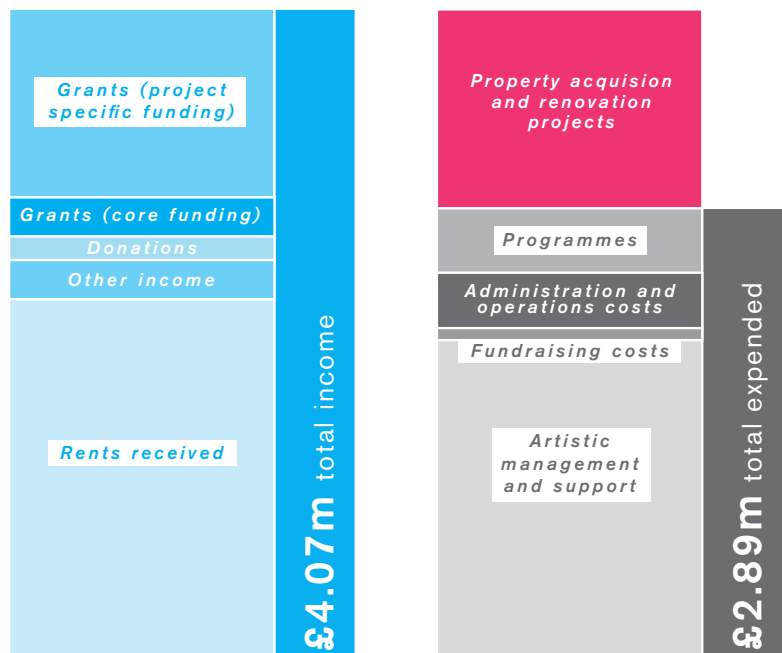 Grants (project
specific funding)
Grants (core funding)
Donations
Other income
Rents received
£4.07m total income
Property acquision
and renovation
projects
Programmes
Administration and
operations costs
Fundraising costs
Artistic
management
and support
£2.89m total expended